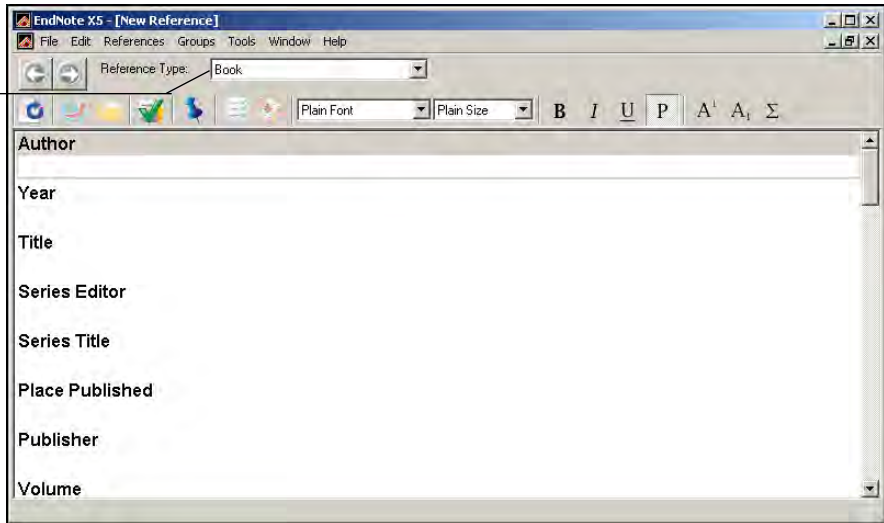 EndNote X5 - [New Reference]
File Edit References Groups Tools Window Help
Reference Type: Book
Plain Font Plain Size B I U P A¹ A₁ Σ
Author
Year
Title
Series Editor
Series Title
Place Published
Publisher
Volume